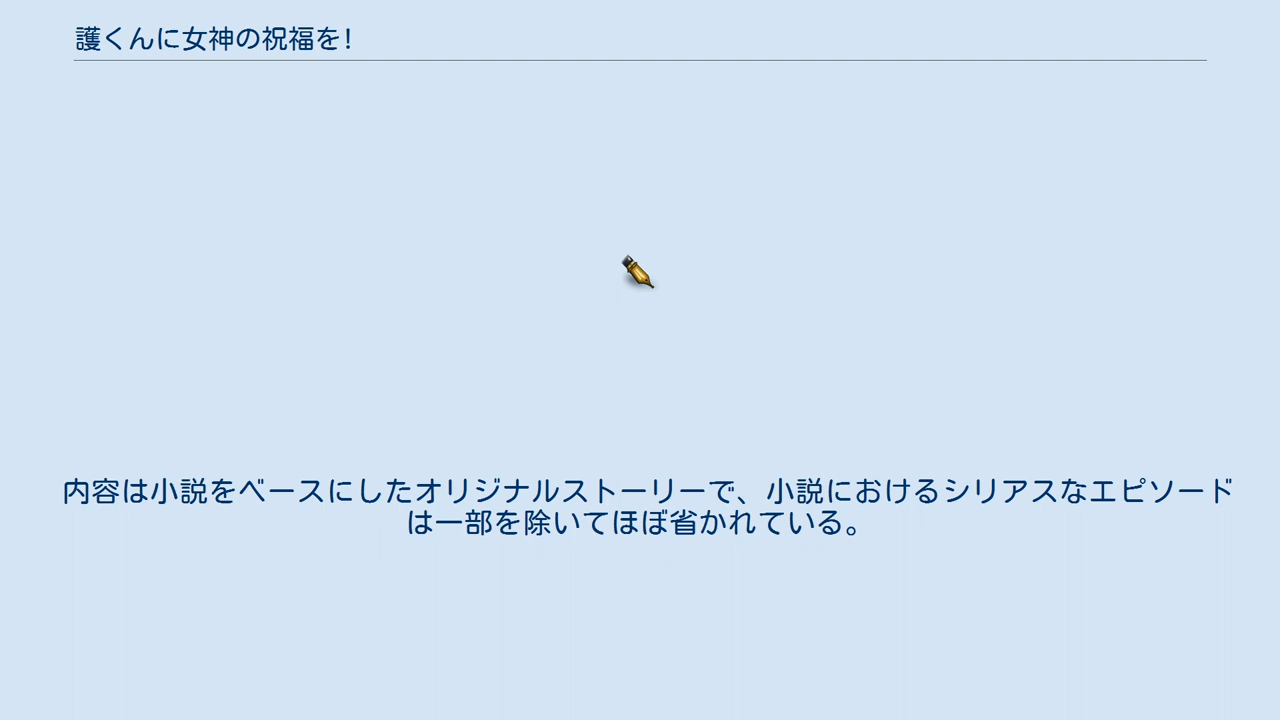 護くんに女神の祝福を!
内容は小説をベースにしたオリジナルストーリーで、小説におけるシリアスなエピソード
は一部を除いてほぼ省かれている。